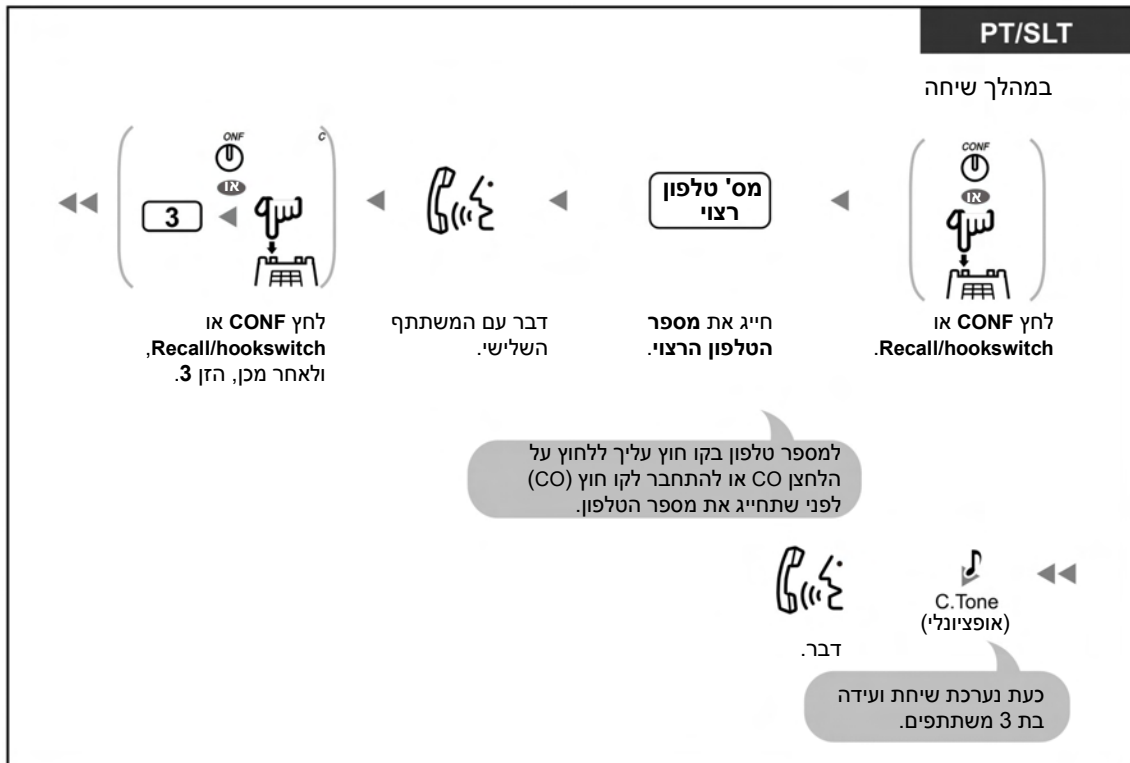 PT/SLT
במהלך שיחה
CONF
או
מס' טלפון
רצוי
ONF
C
או
3
לחץ CONF או
Recall/hookswitch.
חייג את מספר
הטלפון הרצוי.
דבר עם המשתתף
השלישי.
לחץ CONF או
Recall/hookswitch,
ולאחר מכן, הזן 3.
למספר טלפון בקו חוץ עליך ללחוץ על
הלחצן CO או להתחבר לקו חוץ (CO)
לפני שתחייג את מספר הטלפון.
C.Tone
(אופציונלי)
דבר.
כעת נערכת שיחת ועידה
בת 3 משתתפים.